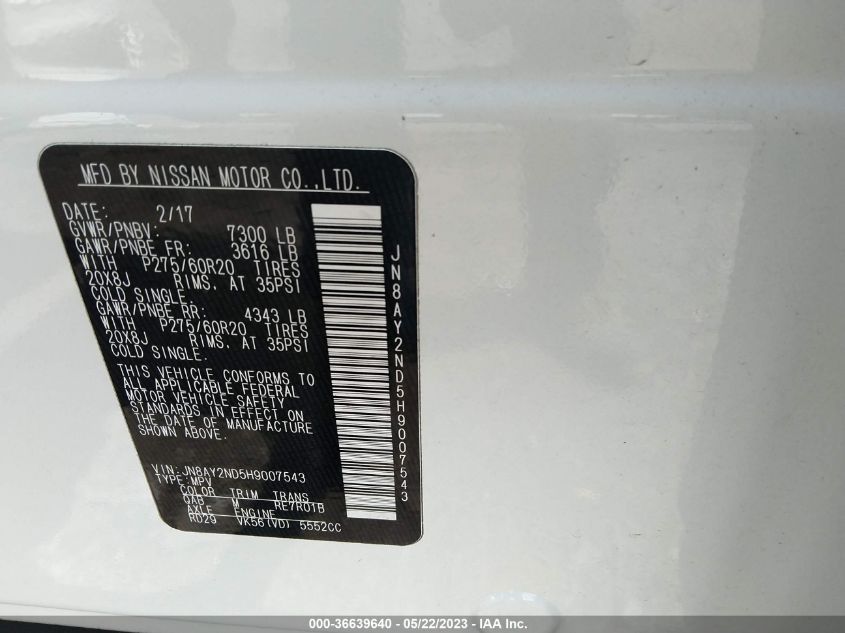 MFD BY NISSAN MOTOR CO.,LTD.
DATE: 2/17
GVWR/PNBV: 7300 LB
GAWR/PNBE FR: 3616 LB
WITH P275/60R20 TIRES
20X8J RIMS, AT 35PSI
COLD SINGLE.
GAWR/PNBE RR: 4343 LB
WITH P275/60R20 TIRES
20X8J RIMS, AT 35PSI
COLD SINGLE.
THIS VEHICLE CONFORMS TO
ALL APPLICABLE FEDERAL
MOTOR VEHICLE SAFETY
STANDARDS IN EFFECT ON
THE DATE OF MANUFACTURE
SHOWN ABOVE.
VIN: JN8AY2ND5H9007543
TYPE: MPV
COLOR TRIM TRANS
QAB M RE7R01B
AXLE ENGINE
RD29 VK56(VD) 5552CC
JN8AY2ND5H9007543
000-36639640 - 05/22/2023 - IAA Inc.